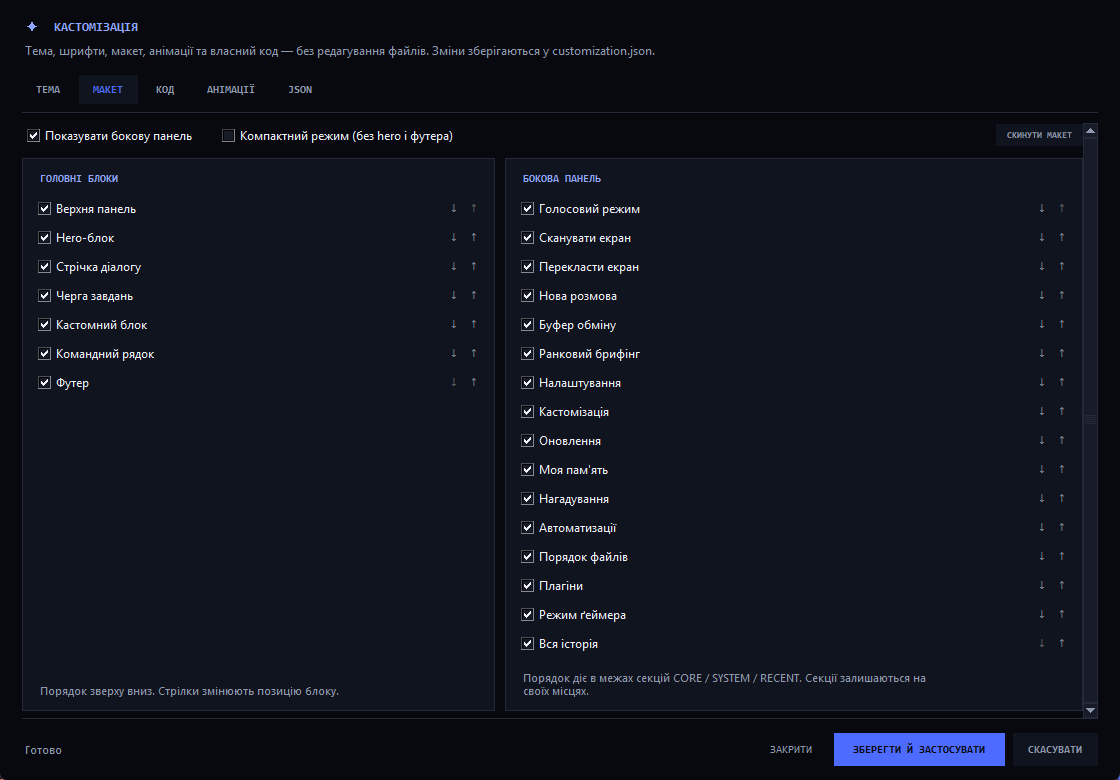 КАСТОМІЗАЦІЯ
Тема, шрифти, макет, анімації та власний код — без редагування файлів. Зміни зберігаються у customization.json.
ТЕМА МАКЕТ КОД АНІМАЦІЇ JSON
Показувати бокову панель Компактний режим (без hero і футера) СКИНУТИ МАКЕТ
ГОЛОВНІ БЛОКИ
Верхня панель ↓ ↑
Hero-блок ↓ ↑
Стрічка діалогу ↓ ↑
Черга завдань ↓ ↑
Кастомний блок ↓ ↑
Командний рядок ↓ ↑
Футер ↓ ↑
Порядок зверху вниз. Стрілки змінюють позицію блоку.
БОКОВА ПАНЕЛЬ
Голосовий режим ↓ ↑
Сканувати екран ↓ ↑
Перекласти екран ↓ ↑
Нова розмова ↓ ↑
Буфер обміну ↓ ↑
Ранковий брифінг ↓ ↑
Налаштування ↓ ↑
Кастомізація ↓ ↑
Оновлення ↓ ↑
Моя пам'ять ↓ ↑
Нагадування ↓ ↑
Автоматизації ↓ ↑
Порядок файлів ↓ ↑
Плагіни ↓ ↑
Режим ґеймера ↓ ↑
Вся історія ↓ ↑
Порядок діє в межах секцій CORE / SYSTEM / RECENT. Секції залишаються на
своїх місцях.
Готово ЗАКРИТИ ЗБЕРЕГТИ Й ЗАСТОСУВАТИ СКАСУВАТИ